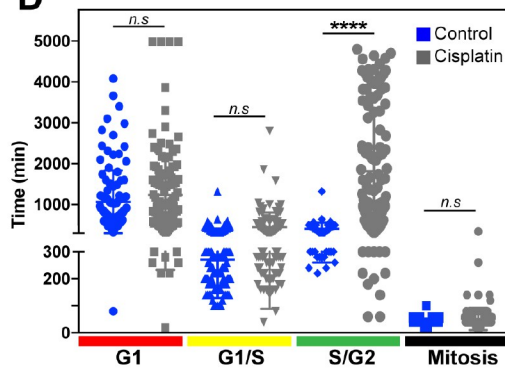 D
n.s
n.s
****
n.s
Control
Cisplatin
Time (min)
5000
4000
3000
2000
1000
300
200
0
G1
G1/S
S/G2
Mitosis